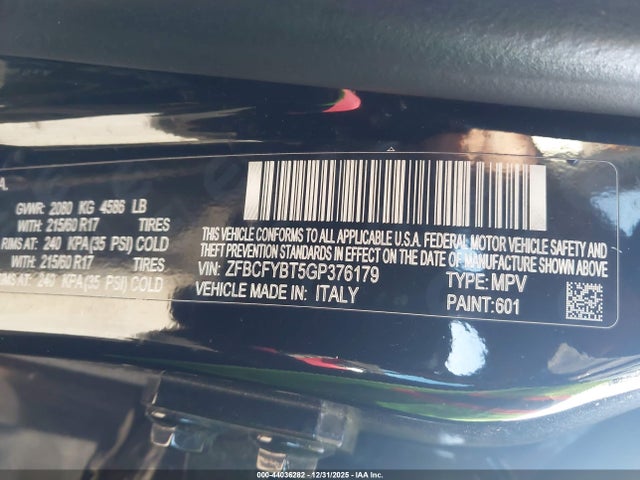 A.
GVWR: 2080 KG 4586 LB
WITH: 215/60 R17 TIRES
RIMS AT: 240 KPA(35 PSI) COLD
WITH: 215/60 R17 TIRES
RIMS AT: 240 KPA(35 PSI) COLD
THIS VEHICLE CONFORMS TO ALL APPLICABLE U.S.A. FEDERAL MOTOR VEHICLE SAFETY AND
THEFT PREVENTION STANDARDS IN EFFECT ON THE DATE OF MANUFACTURE SHOWN ABOVE
VIN: ZFBCFYBT5GP376179 TYPE: MPV
VEHICLE MADE IN: ITALY PAINT:601
000-44036282 - 12/31/2025 - IAA Inc.